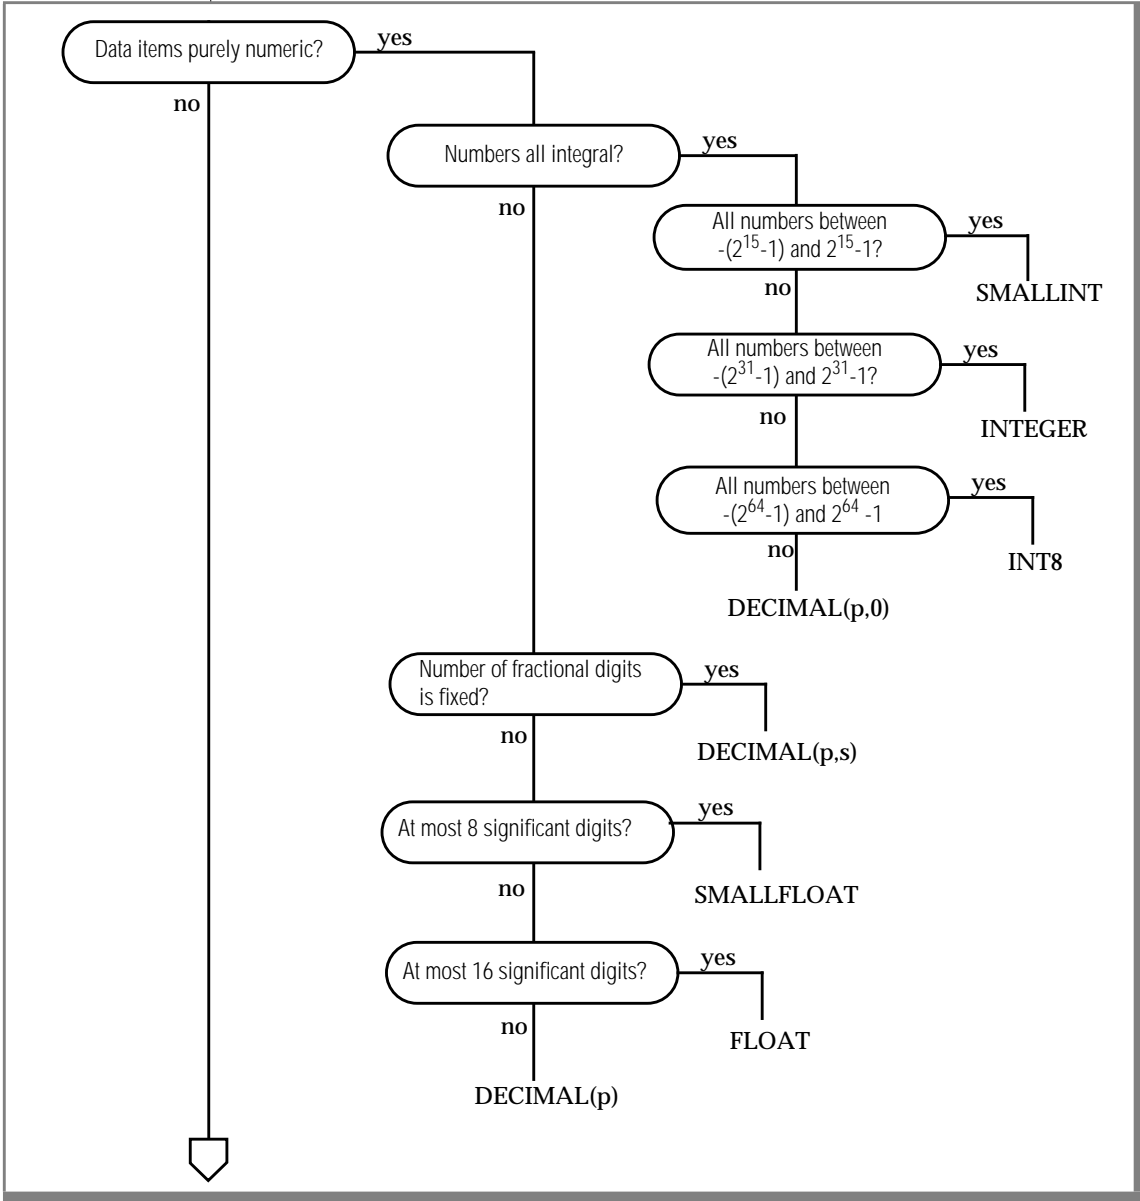 Data items purely numeric?
yes
no
Numbers all integral?
yes
no
All numbers between
-(2^15-1) and 2^15-1?
yes
no
SMALLINT
All numbers between
-(2^31-1) and 2^31-1?
yes
no
INTEGER
All numbers between
-(2^64-1) and 2^64 -1
yes
no
INT8
DECIMAL(p,0)
Number of fractional digits
is fixed?
yes
no
DECIMAL(p,s)
At most 8 significant digits?
yes
no
SMALLFLOAT
At most 16 significant digits?
yes
no
FLOAT
DECIMAL(p)